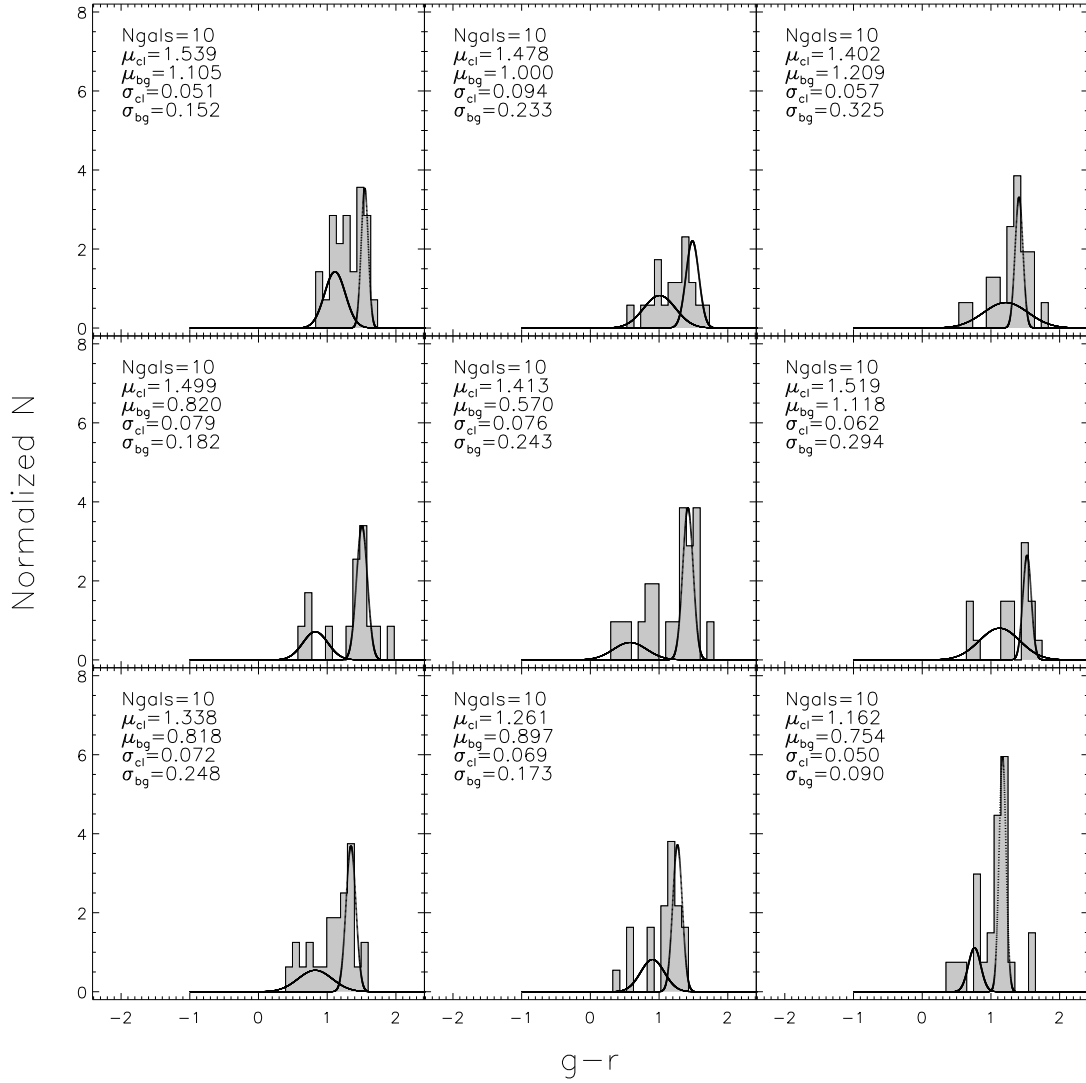 8
6
4
2
0
Ngals=10
μcl=1.539
μbg=1.105
σcl=0.051
σbg=0.152
Ngals=10
μcl=1.478
μbg=1.000
σcl=0.094
σbg=0.233
Ngals=10
μcl=1.402
μbg=1.209
σcl=0.057
σbg=0.325
8
6
4
2
0
Normalized N
Ngals=10
μcl=1.499
μbg=0.820
σcl=0.079
σbg=0.182
Ngals=10
μcl=1.413
μbg=0.570
σcl=0.076
σbg=0.243
Ngals=10
μcl=1.519
μbg=1.118
σcl=0.062
σbg=0.294
8
6
4
2
0
Ngals=10
μcl=1.338
μbg=0.818
σcl=0.072
σbg=0.248
Ngals=10
μcl=1.261
μbg=0.897
σcl=0.069
σbg=0.173
Ngals=10
μcl=1.162
μbg=0.754
σcl=0.050
σbg=0.090
−2 −1 0 1 2 −2 −1 0 1 2 −2 −1 0 1 2
g−r